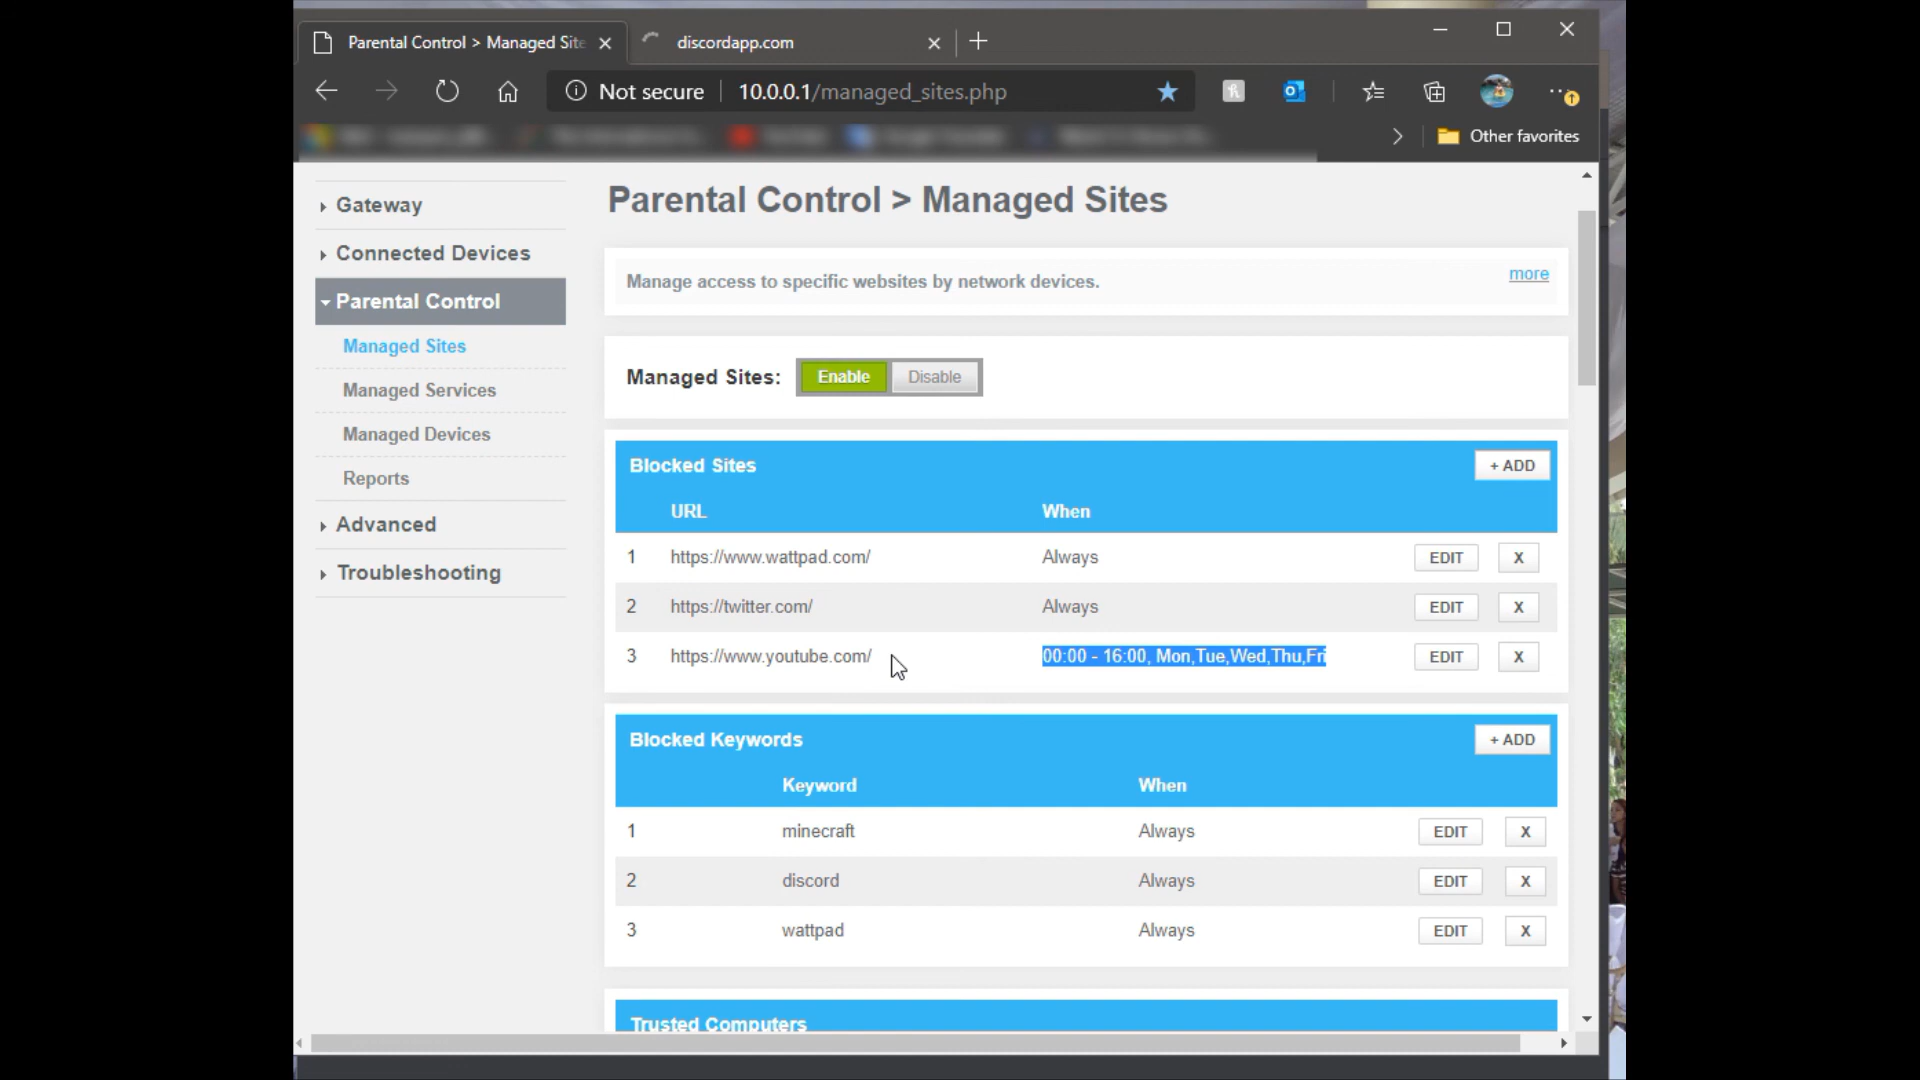 Parental Control > Managed Site
discordapp.com
Not secure
10.0.0.1/managed_sites.php
Other favorites
Gateway
Connected Devices
Parental Control
Managed Sites
Managed Services
Managed Devices
Reports
Advanced
Troubleshooting
Parental Control > Managed Sites
Manage access to specific websites by network devices.
more
Managed Sites: Enable Disable
Blocked Sites + ADD
URL When
1 https://www.wattpad.com/ Always EDIT X
2 https://twitter.com/ Always EDIT X
3 https://www.youtube.com/ 00:00 - 16:00, Mon,Tue,Wed,Thu,Fri EDIT X
Blocked Keywords + ADD
Keyword When
1 minecraft Always EDIT X
2 discord Always EDIT X
3 wattpad Always EDIT X
Trusted Computers